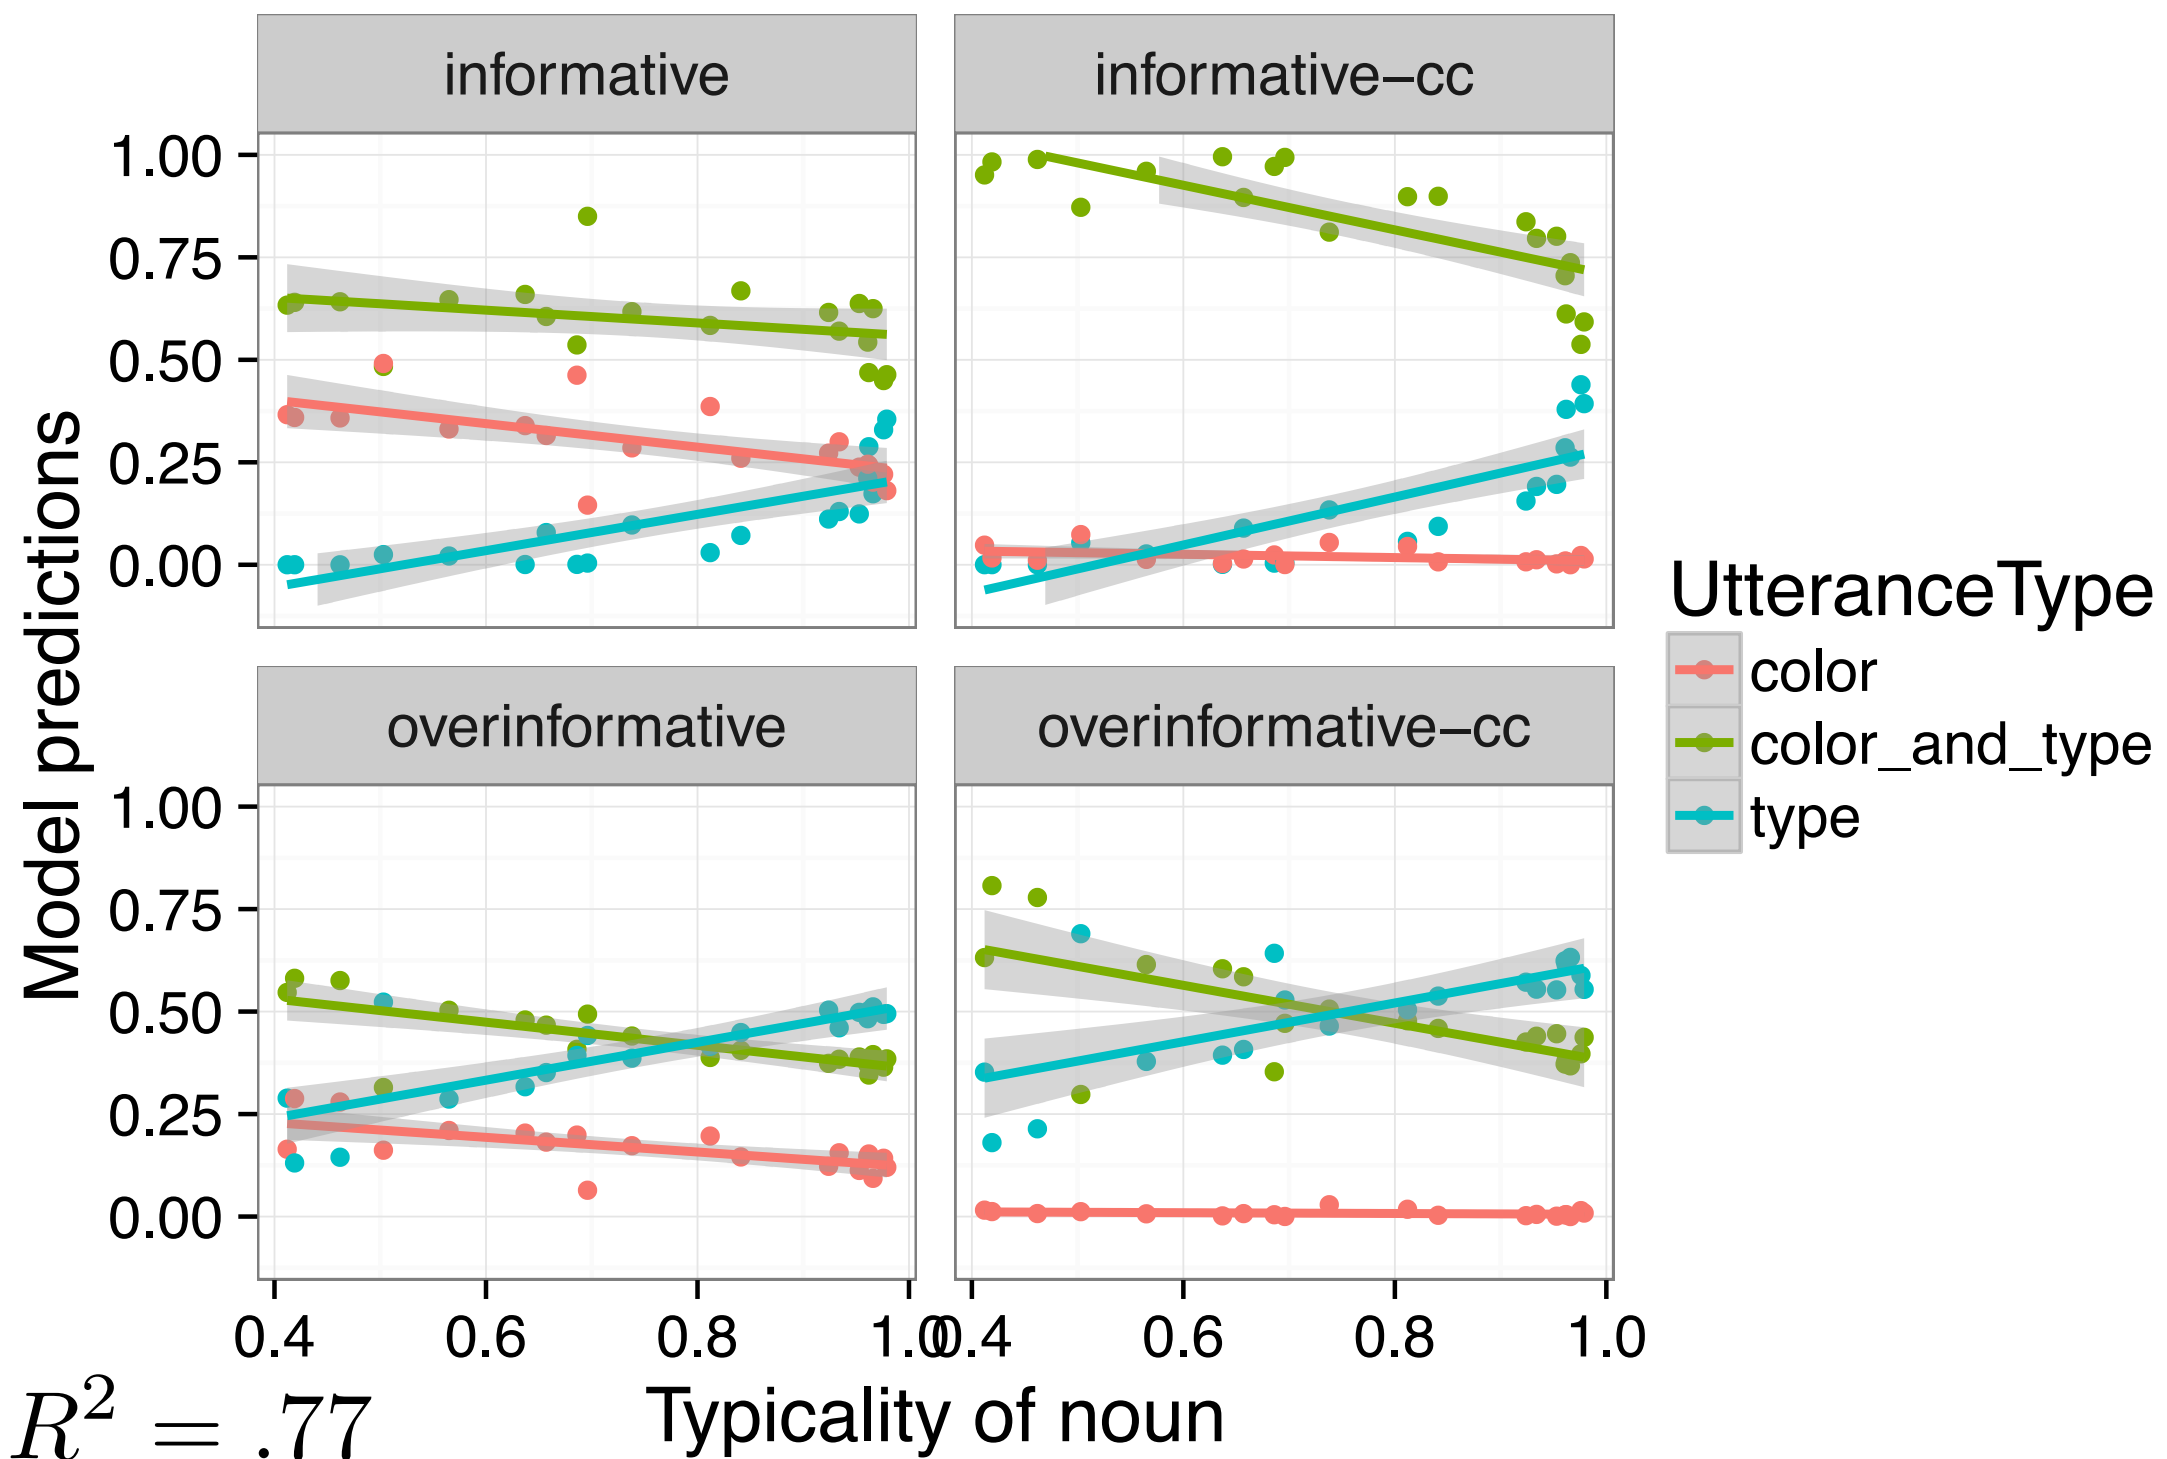 informative
informative−cc
1.00
0.75
0.50
0.25
0.00
overinformative
overinformative−cc
1.00
0.75
0.50
0.25
0.00
0.4 0.6 0.8 1.0
0.4 0.6 0.8 1.0
Model predictions
Typicality of noun
UtteranceType
color
color_and_type
type
R² = .77